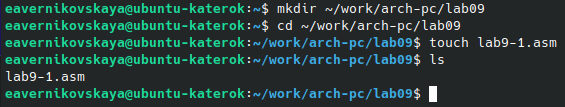 eavernikovskaya@ubuntu-katerok:~$ mkdir ~/work/arch-pc/lab09
eavernikovskaya@ubuntu-katerok:~$ cd ~/work/arch-pc/lab09
eavernikovskaya@ubuntu-katerok:~/work/arch-pc/lab09$ touch lab9-1.asm
eavernikovskaya@ubuntu-katerok:~/work/arch-pc/lab09$ ls
lab9-1.asm
eavernikovskaya@ubuntu-katerok:~/work/arch-pc/lab09$